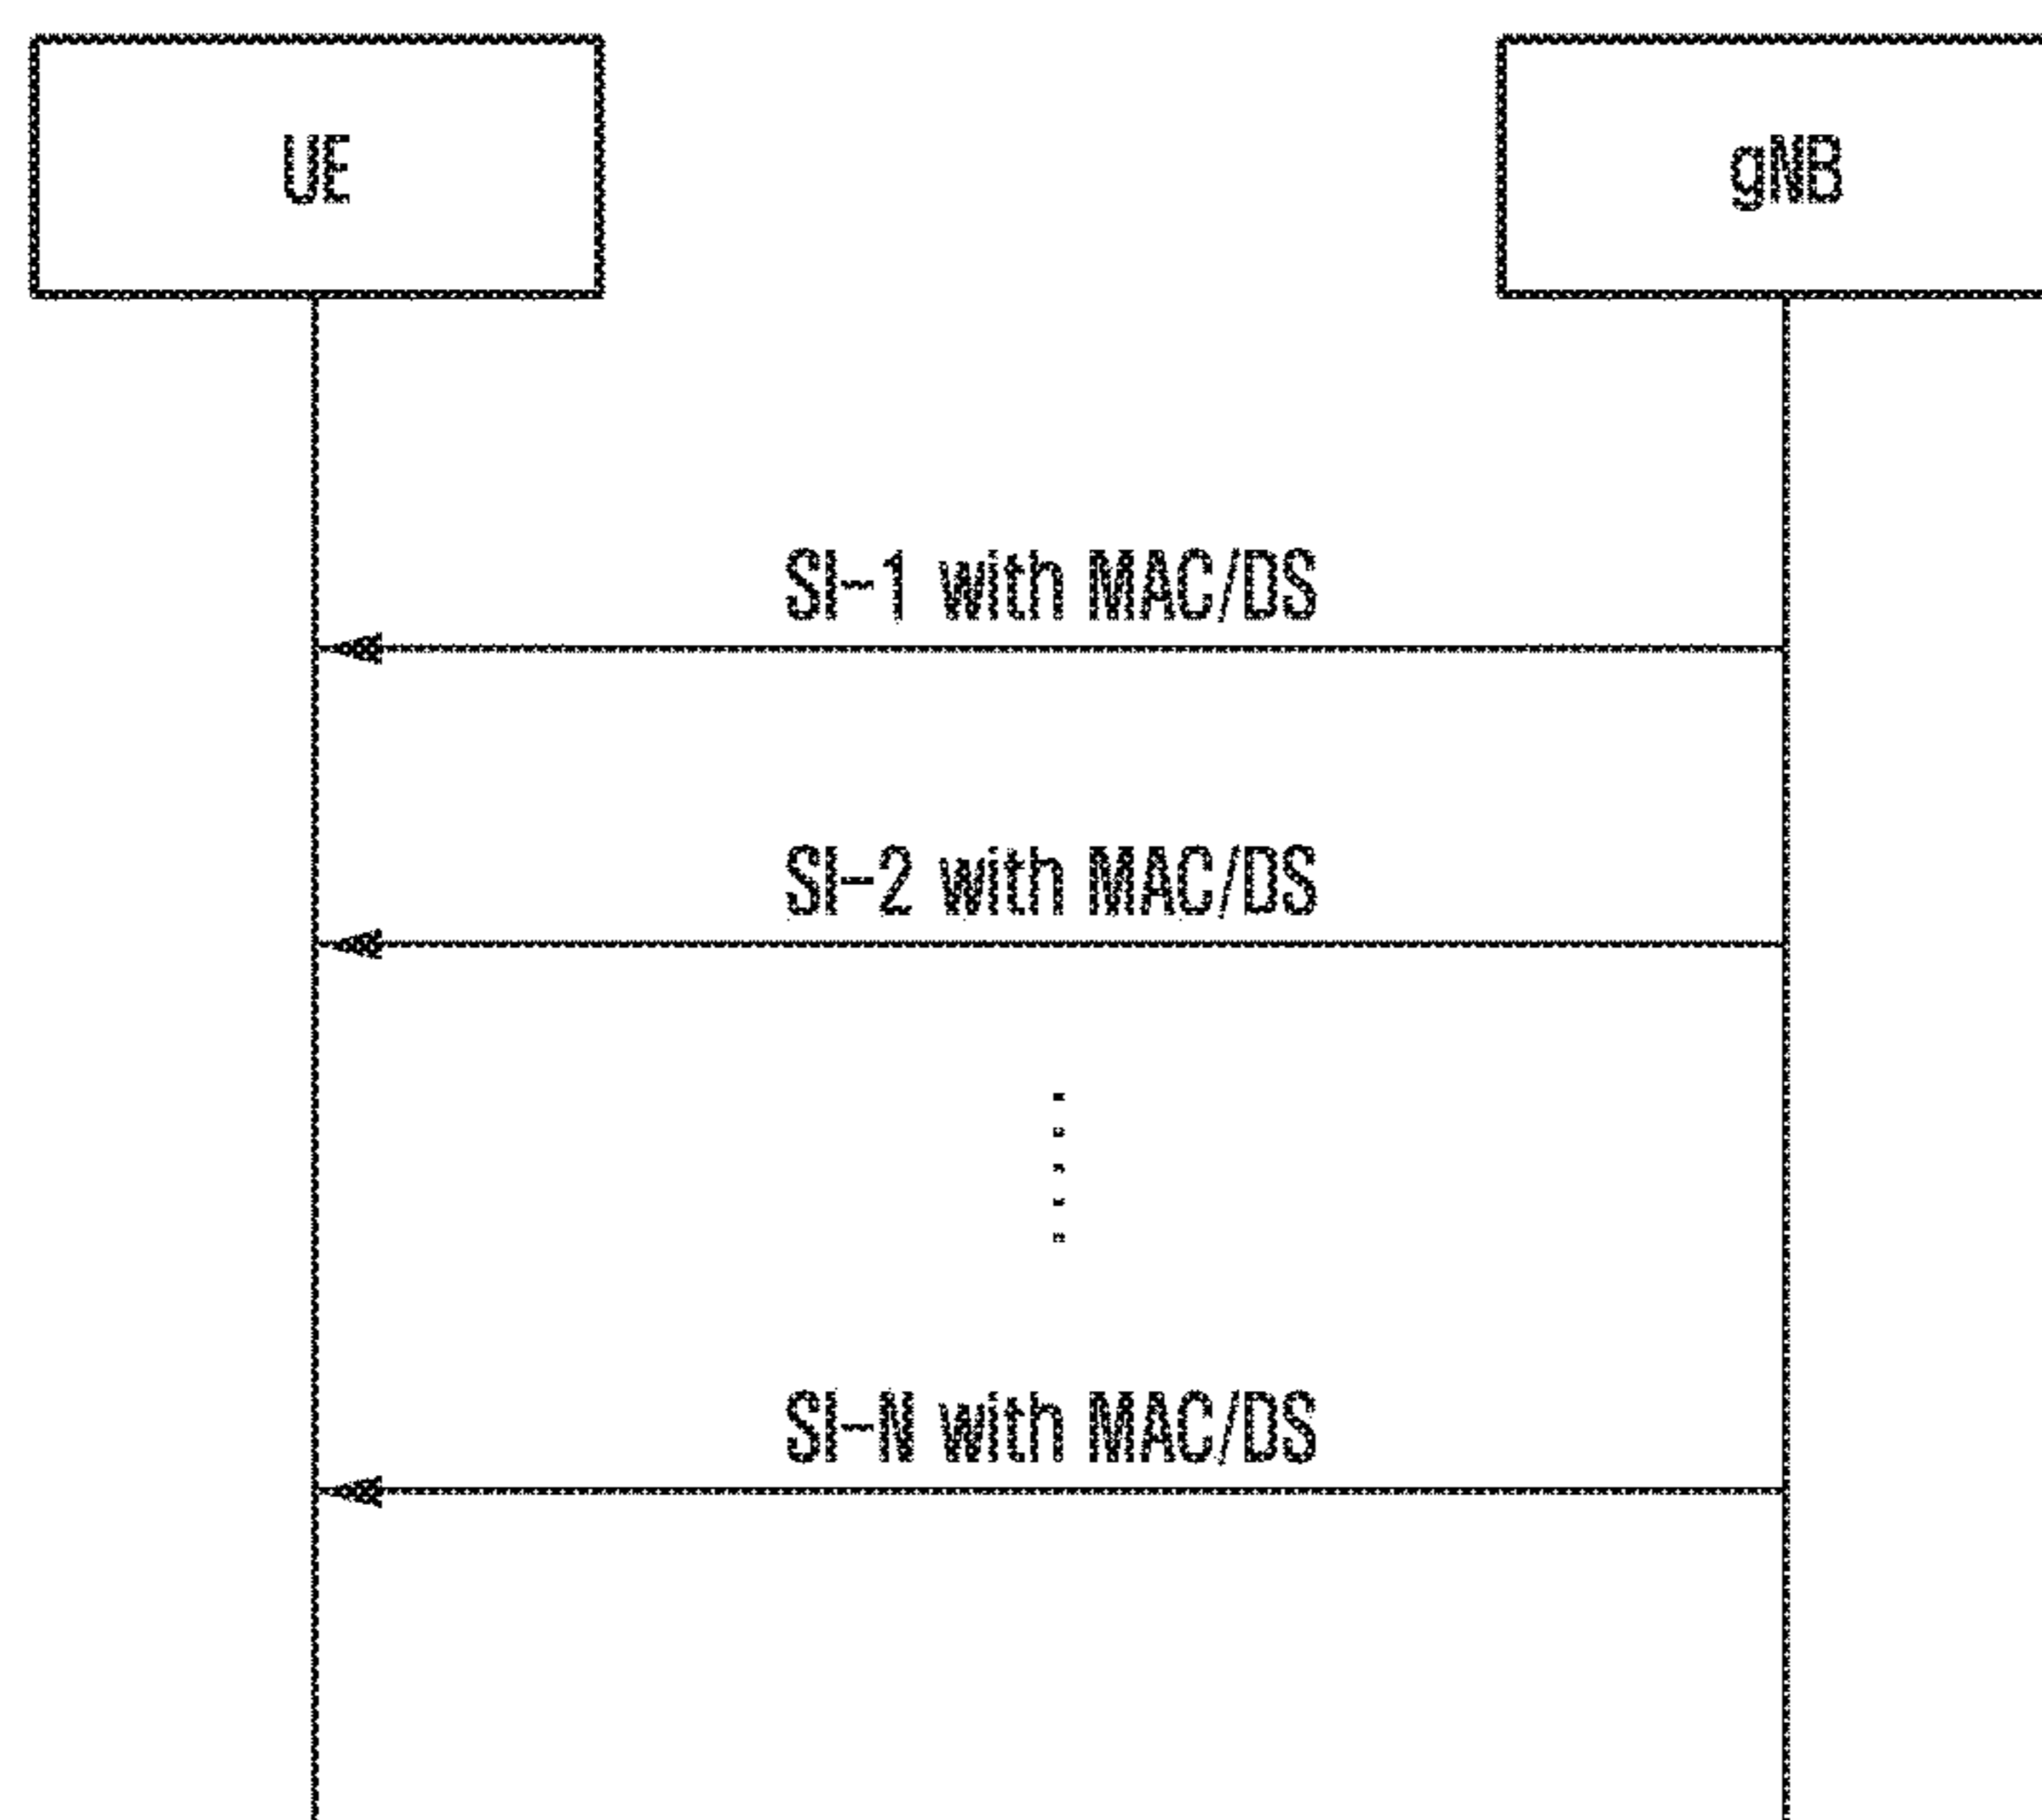 UE
gNB
SI-1 with MAC/DS
SI-2 with MAC/DS
SI-N with MAC/DS